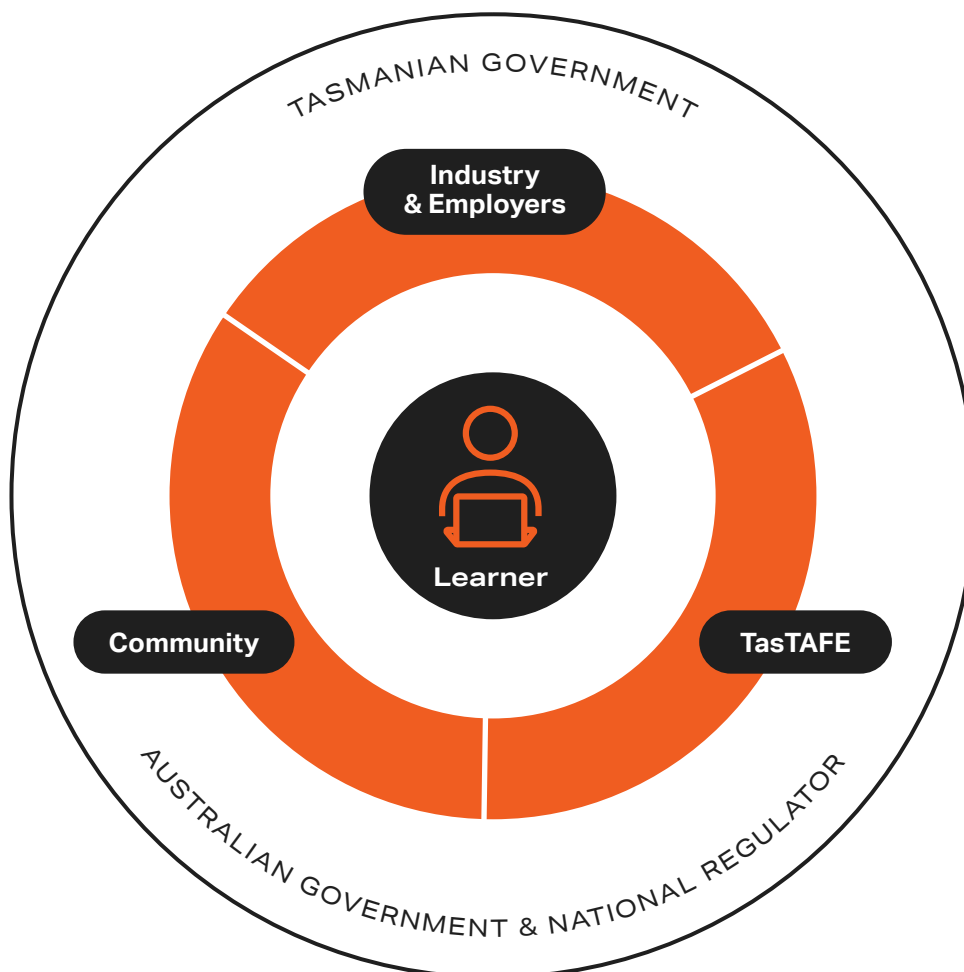 TASMANIAN GOVERNMENT
Industry
& Employers
Learner
Community
TasTAFE
AUSTRALIAN GOVERNMENT & NATIONAL REGULATOR